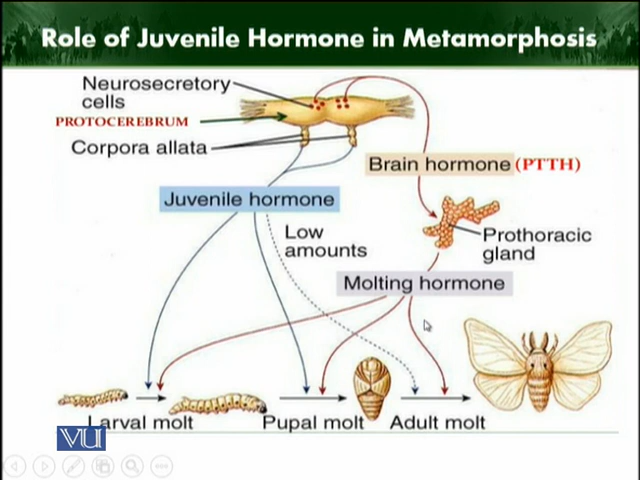 Role of Juvenile Hormone in Metamorphosis
Neurosecretory
cells
PROTOCEREBRUM
Corpora allata
Brain hormone (PTTH)
Juvenile hormone
Low
amounts
Prothoracic
gland
Molting hormone
Larval molt
Pupal molt
Adult molt
VU